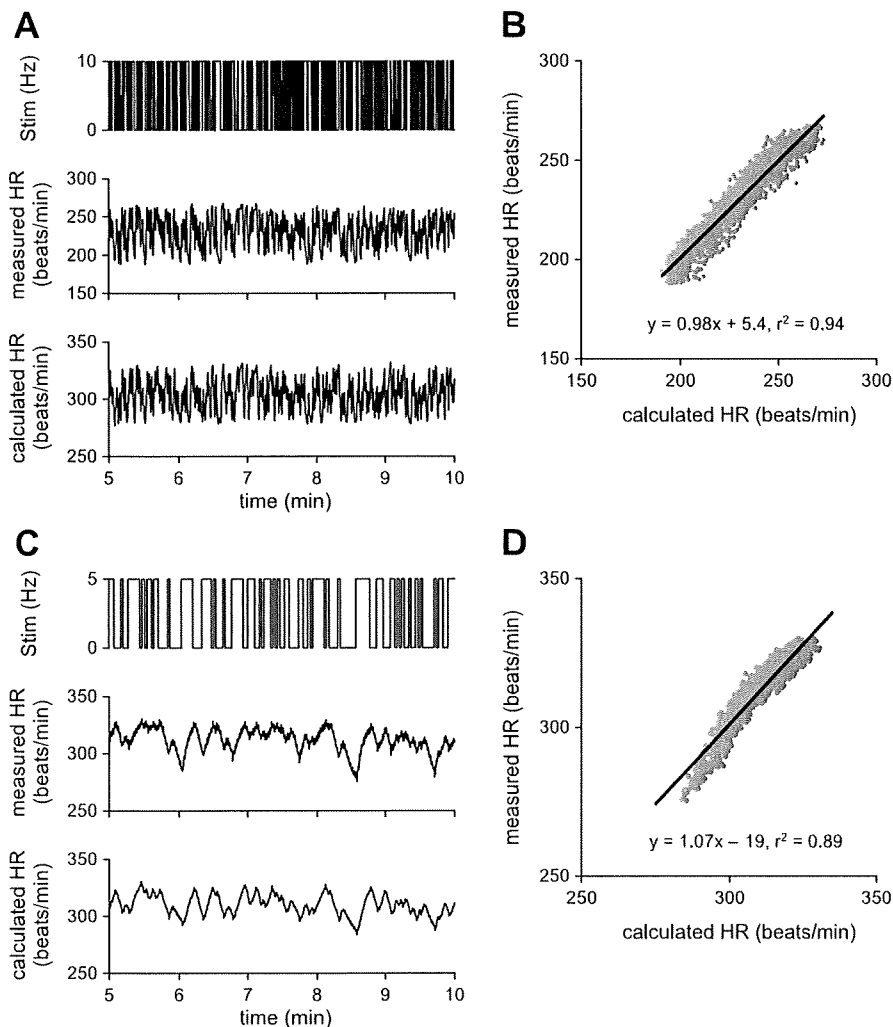 A
10
Stim (Hz)
0
300
250
200
150
measured HR
(beats/min)
350
300
250
calculated HR
(beats/min)
5 6 7 8 9 10
time (min)
B
300
250
200
150
measured HR (beats/min)
y = 0.98x + 5.4, r² = 0.94
150 200 250 300
calculated HR (beats/min)
C
5
Stim (Hz)
0
350
300
250
measured HR
(beats/min)
350
300
250
calculated HR
(beats/min)
5 6 7 8 9 10
time (min)
D
350
300
250
measured HR (beats/min)
y = 1.07x – 19, r² = 0.89
250 300 350
calculated HR (beats/min)